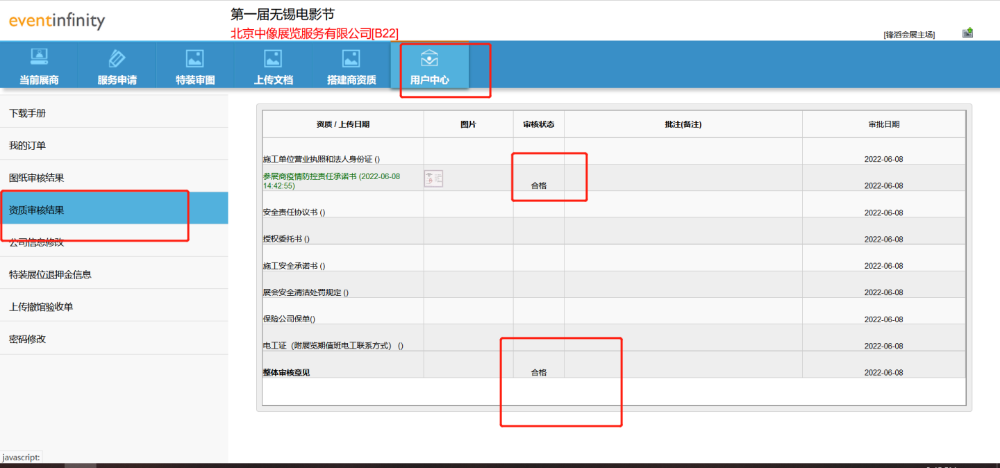 eventinfinity
第一届无锡电影节
北京中像展览服务有限公司[B22]
[锋滔会展主场]
当前展商
服务申请
特装审图
上传文档
搭建商资质
用户中心
下载手册
我的订单
图纸审核结果
资质审核结果
公司信息修改
特装展位退押金信息
上传撤馆验收单
密码修改
资质 / 上传日期 图片 审核状态 批注(备注) 审批日期
施工单位营业执照和法人身份证 () 2022-06-08
参展商疫情防控责任承诺书 (2022-06-08
14:42:55) 合格 2022-06-08
安全责任协议书 () 2022-06-08
授权委托书 () 2022-06-08
施工安全承诺书 () 2022-06-08
展会安全清洁处罚规定 () 2022-06-08
保险公司保单() 2022-06-08
电工证（附展览期值班电工联系方式） () 2022-06-08
整体审核意见 合格 2022-06-08
javascript: